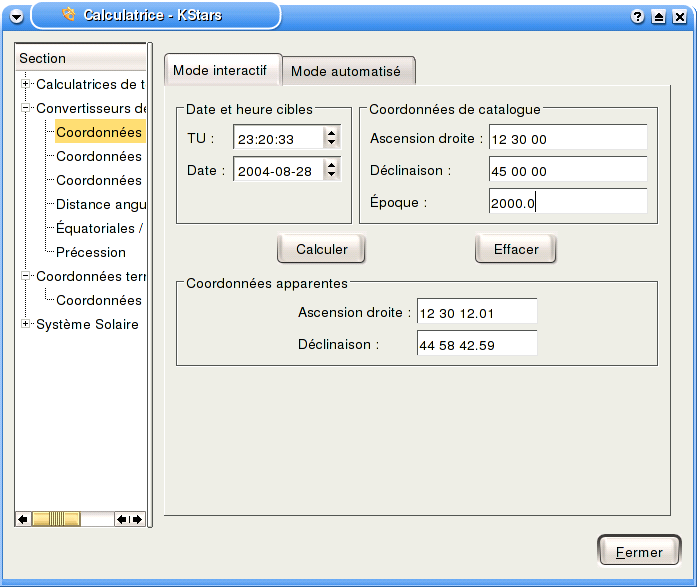 Calculatrice - KStars
Section
Calculatrices de t
Convertisseurs de
Coordonnées
Coordonnées
Coordonnées
Distance angu
Équatoriales /
Précession
Coordonnées terr
Coordonnées
Système Solaire
Mode interactif
Mode automatisé
Date et heure cibles
TU : 23:20:33
Date : 2004-08-28
Coordonnées de catalogue
Ascension droite : 12 30 00
Déclinaison : 45 00 00
Époque : 2000.0
Calculer
Effacer
Coordonnées apparentes
Ascension droite : 12 30 12.01
Déclinaison : 44 58 42.59
Fermer